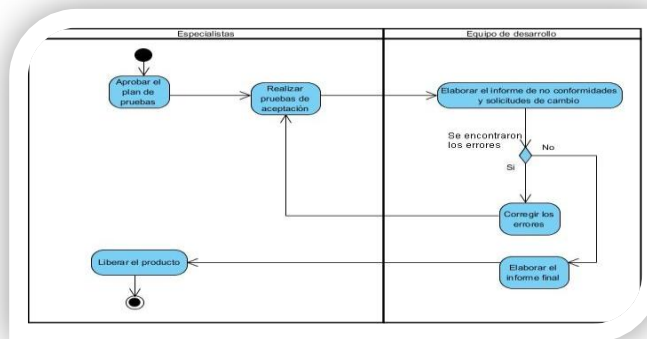 Especialistas
Equipo de desarrollo
Aprobar el
plan de
pruebas
Realizar
pruebas de
aceptación
Elaborar el informe de no conformidades
y solicitudes de cambio
Se encontraron
los errores
No
Si
Corregir los
errores
Liberar el producto
Elaborar el
informe final